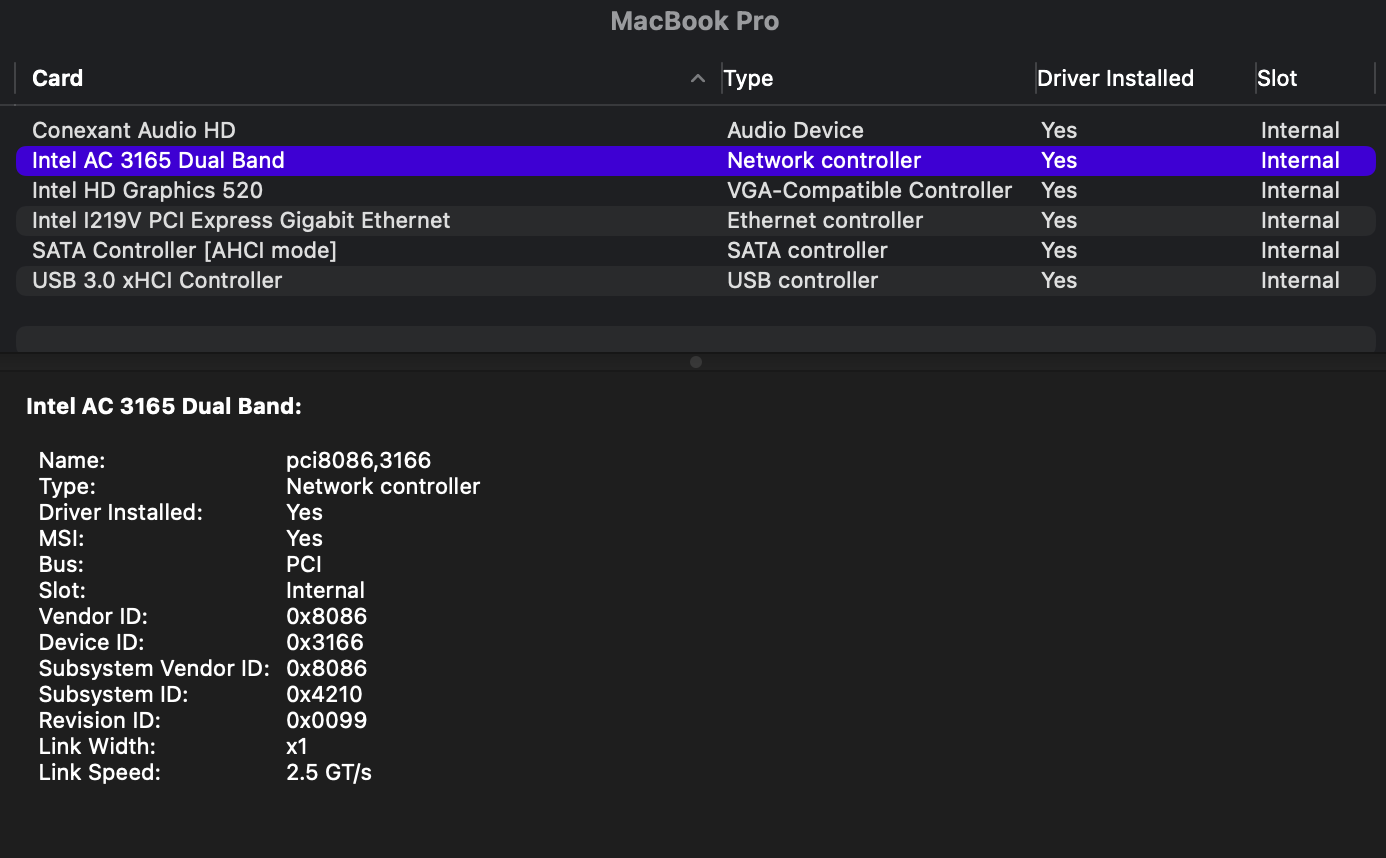 MacBook Pro
Card Type Driver Installed Slot
Conexant Audio HD Audio Device Yes Internal
Intel AC 3165 Dual Band Network controller Yes Internal
Intel HD Graphics 520 VGA-Compatible Controller Yes Internal
Intel I219V PCI Express Gigabit Ethernet Ethernet controller Yes Internal
SATA Controller [AHCI mode] SATA controller Yes Internal
USB 3.0 xHCI Controller USB controller Yes Internal
Intel AC 3165 Dual Band:
Name: pci8086,3166
Type: Network controller
Driver Installed: Yes
MSI: Yes
Bus: PCI
Slot: Internal
Vendor ID: 0x8086
Device ID: 0x3166
Subsystem Vendor ID: 0x8086
Subsystem ID: 0x4210
Revision ID: 0x0099
Link Width: x1
Link Speed: 2.5 GT/s